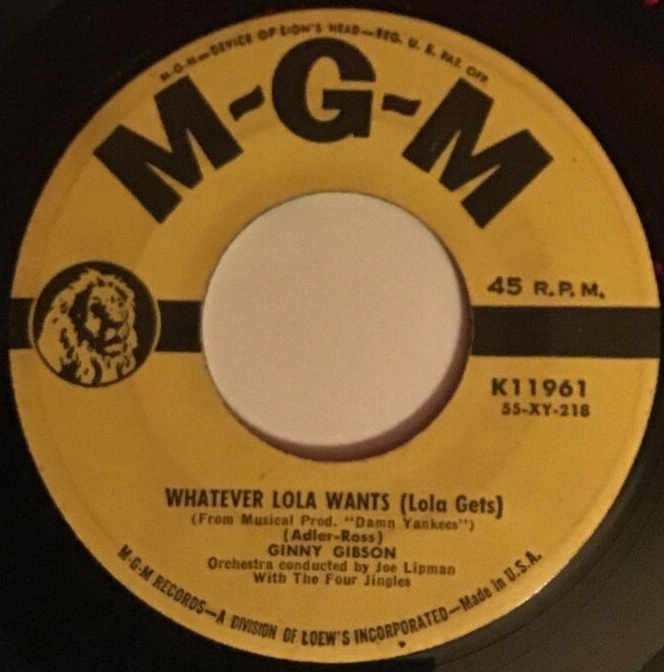 M-G-M—DEVICE OF LION'S HEAD—REG. U. S. PAT. OFF.
M-G-M
45 R.P.M.
K11961
55-XY-218
WHATEVER LOLA WANTS (Lola Gets)
(From Musical Prod. "Damn Yankees")
(Adler-Ross)
GINNY GIBSON
Orchestra conducted by Joe Lipman
With The Four Jingles
M-G-M RECORDS—A DIVISION OF LOEW'S INCORPORATED—Made in U.S.A.